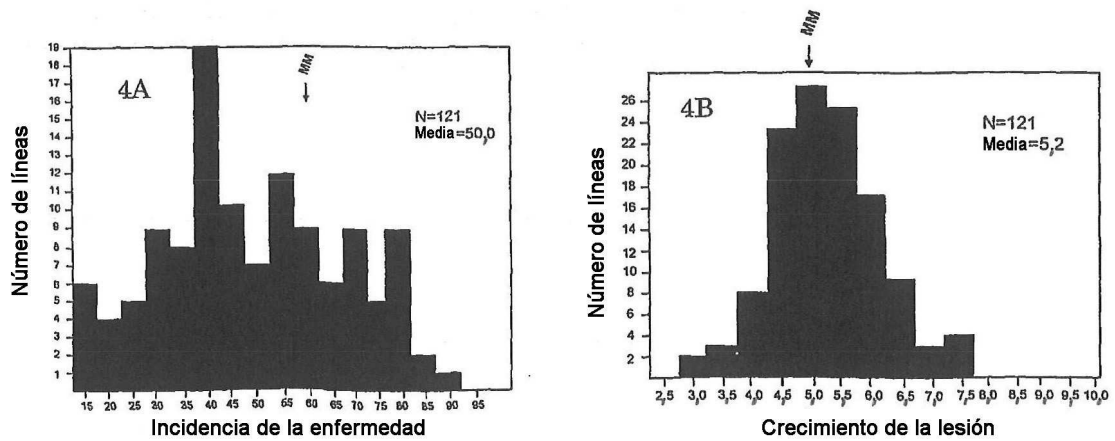 4A
MM
N=121
Media=50,0
Número de líneas
19
18
17
16
15
14
13
12
11
10
9
8
7
6
5
4
3
2
1
15 20 25 30 35 40 45 50 60 65 70 75 80 85 90 95
Incidencia de la enfermedad
MM
4B
N=121
Media=5,2
Número de líneas
26
24
22
20
18
16
14
12
10
8
6
4
2
2,5 3,0 3,5 4,0 4,5 5,0 5,5 6,0 6,5 7,0 7,5 8,0 8,5 9,0 9,5 10,0
Crecimiento de la lesión